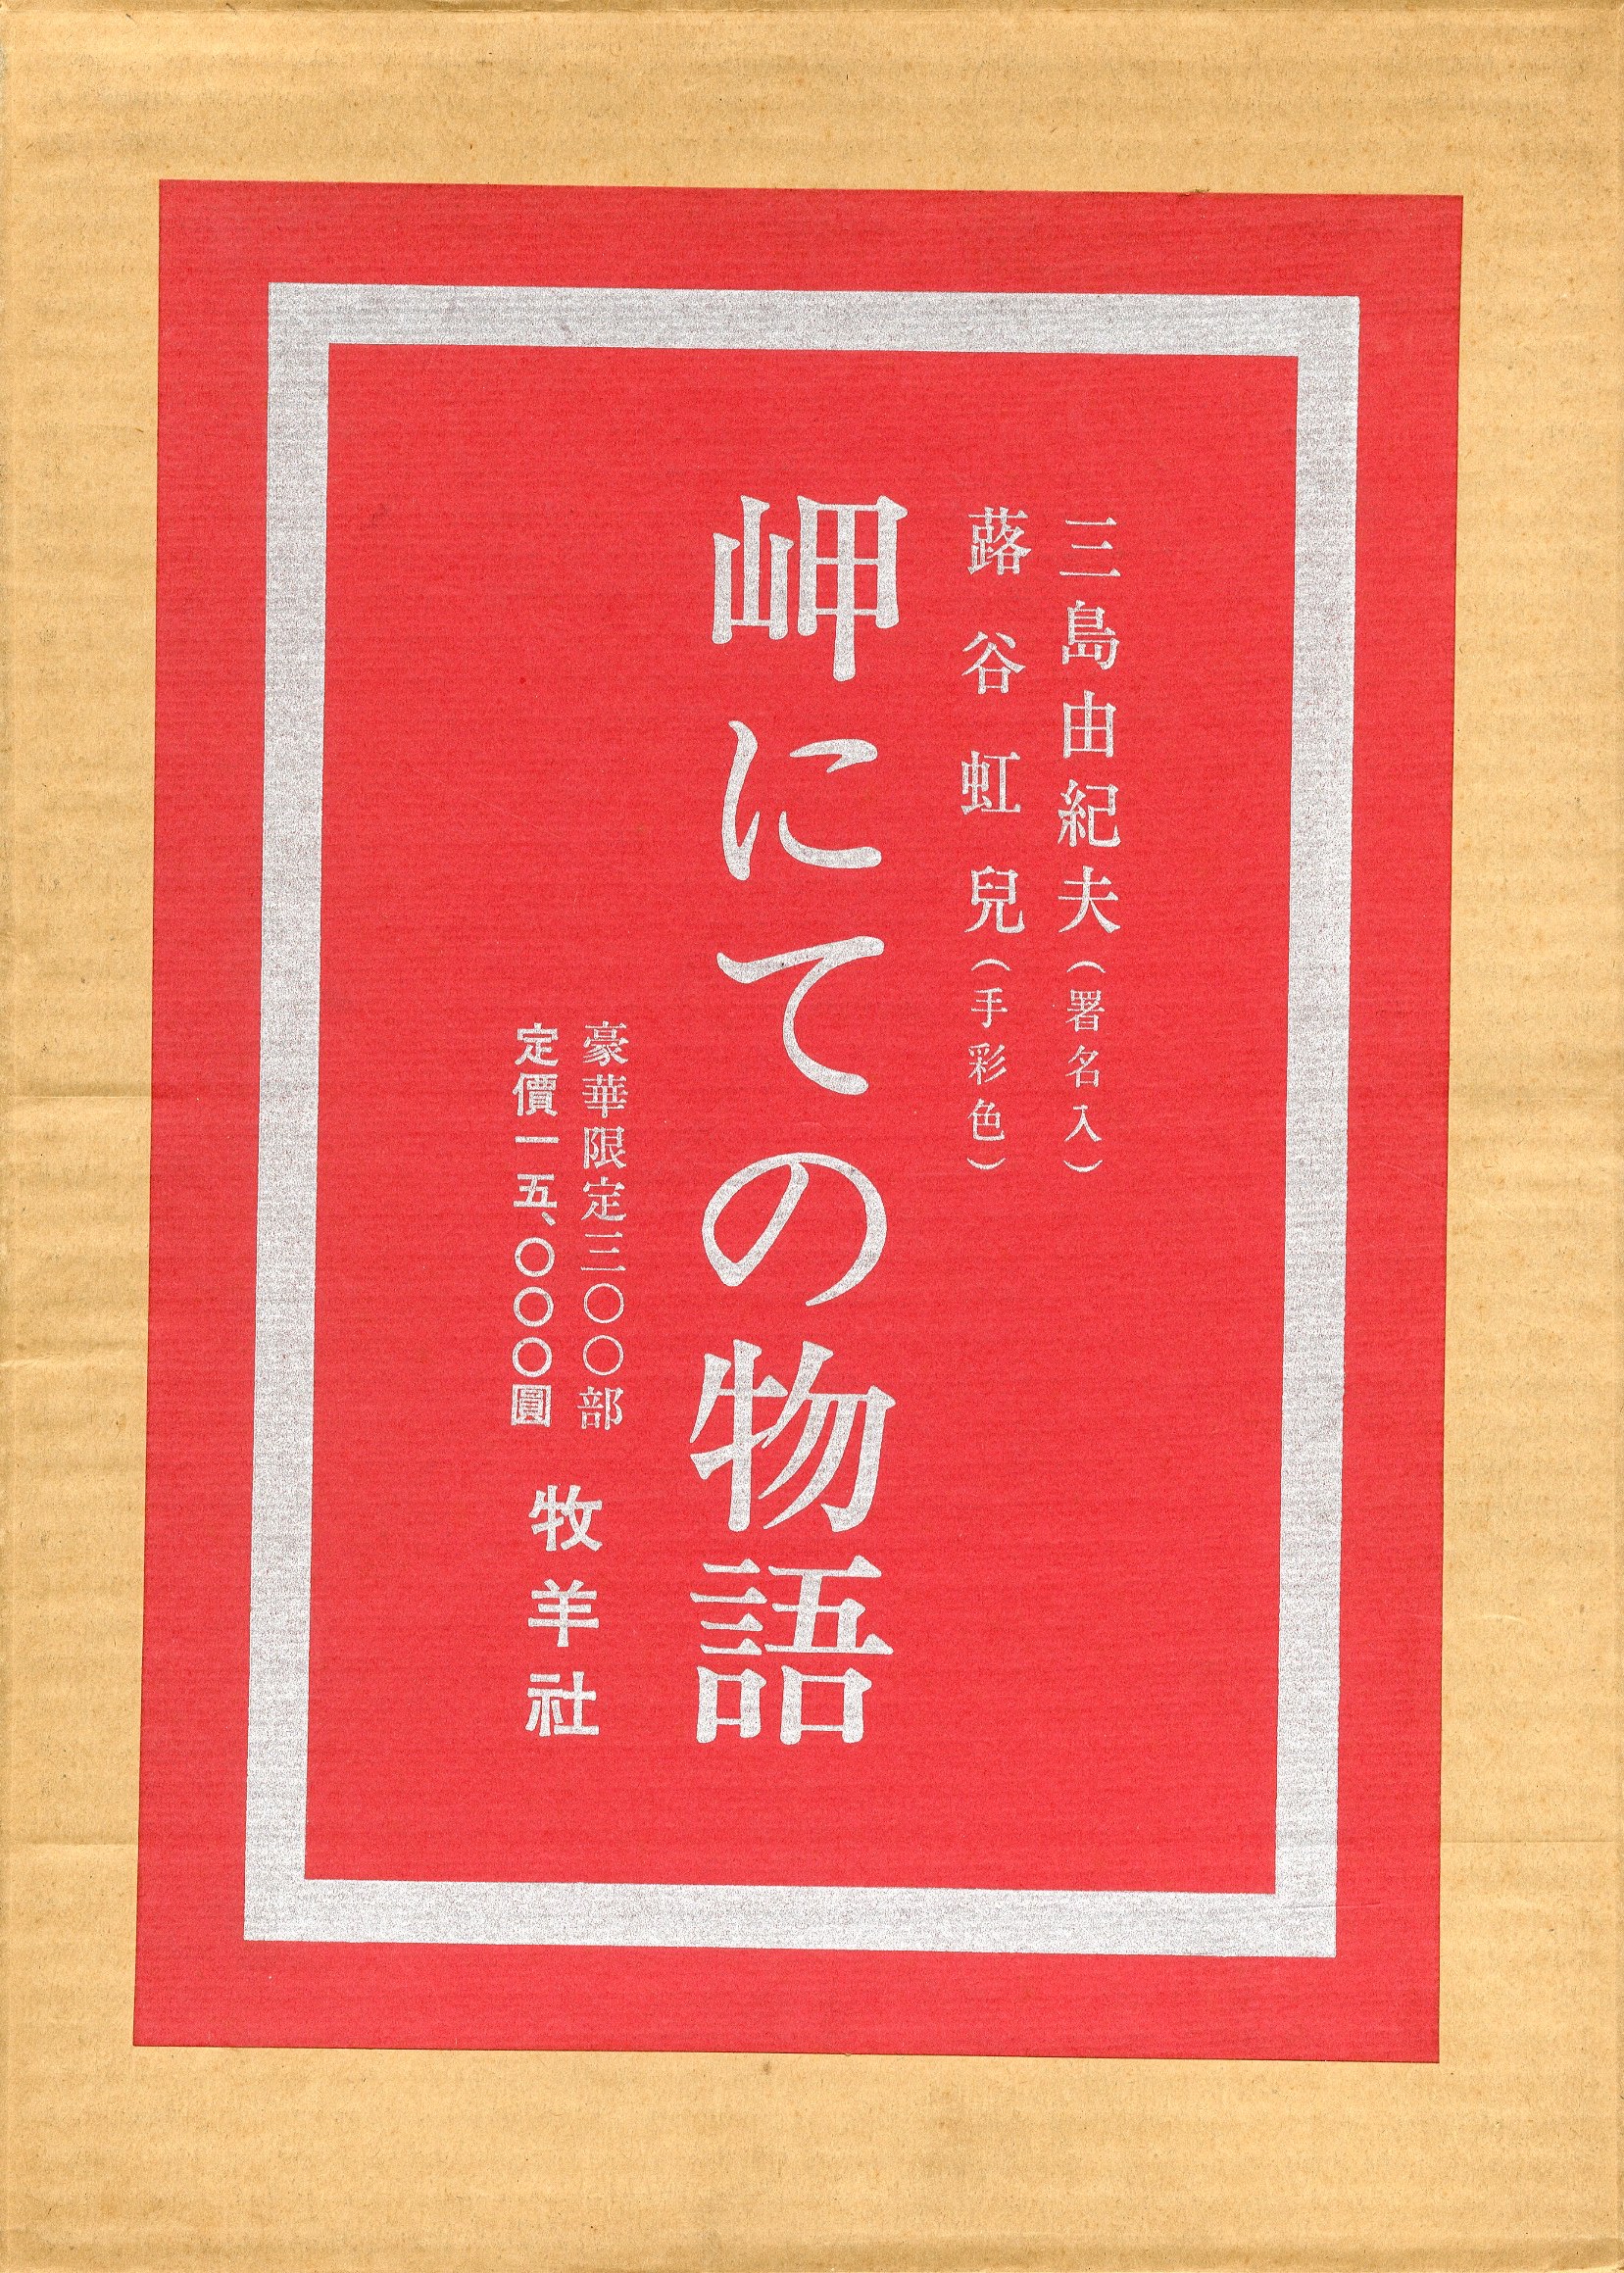 三島由紀夫(署名入)
蕗谷虹兒(手彩色)
岬にての物語
豪華限定三〇〇部
定價一五、〇〇〇圓
牧羊社